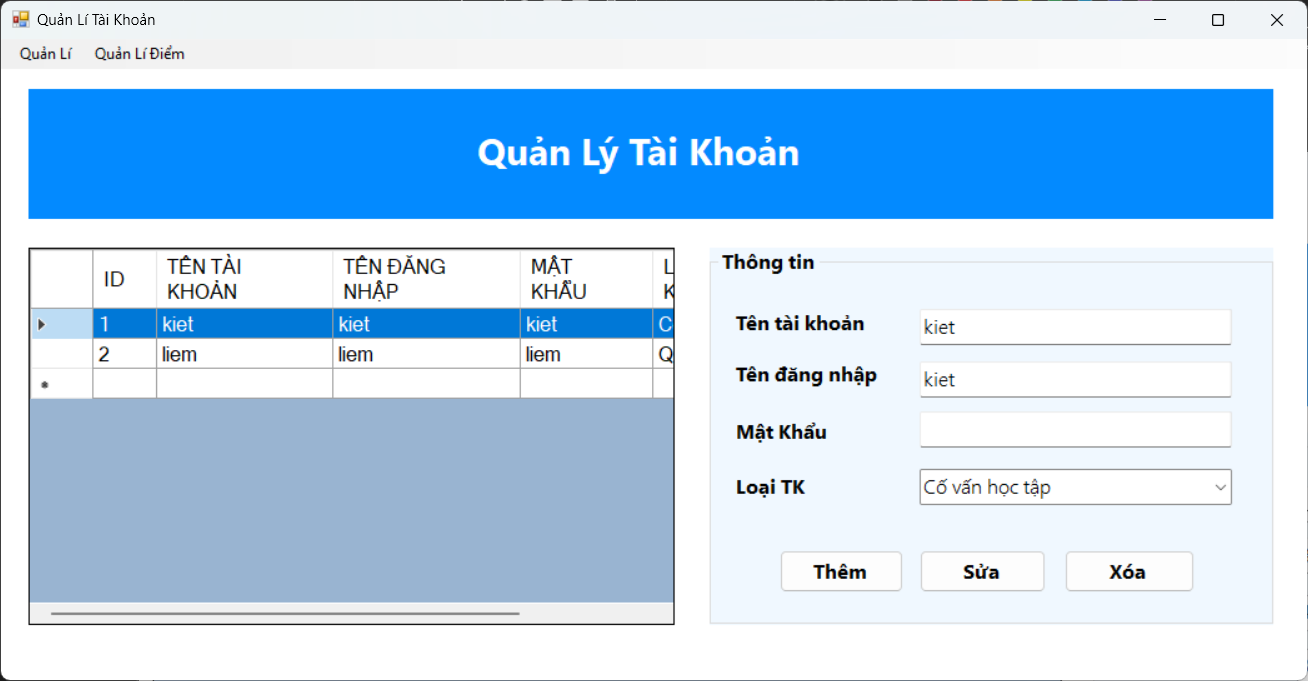 Quản Lí Tài Khoản
Quản Lí Quản Lí Điểm
Quản Lý Tài Khoản
ID TÊN TÀI KHOẢN TÊN ĐĂNG NHẬP MẬT KHẨU
1 kiet kiet kiet
2 liem liem liem
Thông tin
Tên tài khoản kiet
Tên đăng nhập kiet
Mật Khẩu
Loại TK Cố vấn học tập
Thêm Sửa Xóa